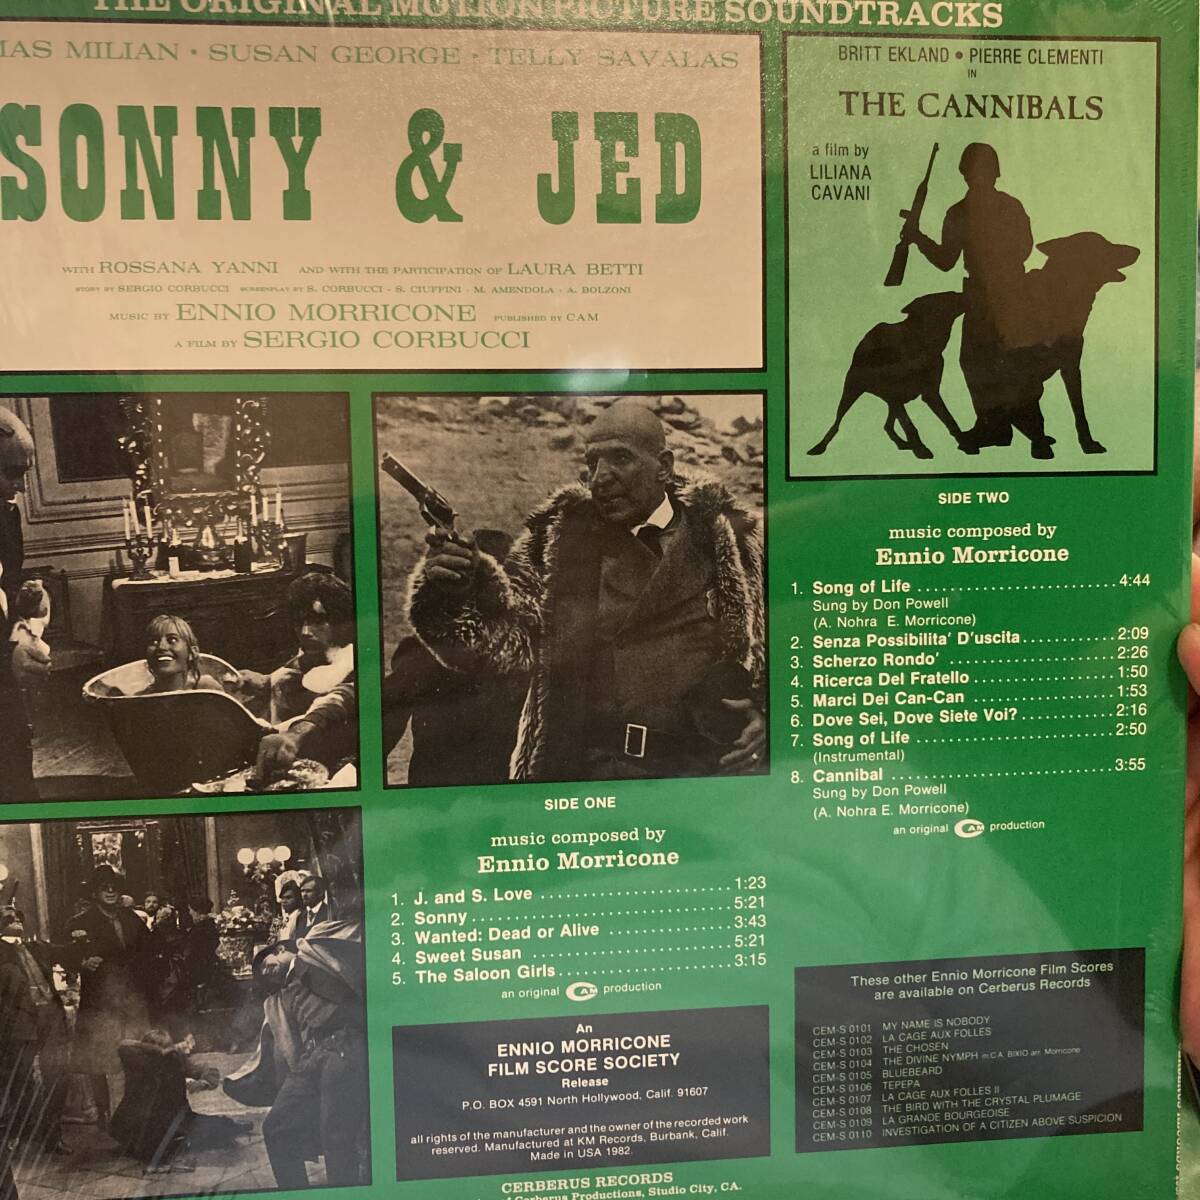 THE ORIGINAL MOTION PICTURE SOUNDTRACKS
MILIAN • SUSAN GEORGE • TELLY SAVALAS
SONNY & JED
WITH ROSSANA YANNI AND WITH THE PARTICIPATION OF LAURA BETTI
STORY BY SERGIO CORBUCCI SCREENPLAY BY S. CORBUCCI - S. CIUFFINI - M. AMENDOLA - A. BOLZONI
MUSIC BY ENNIO MORRICONE PUBLISHED BY CAM
A FILM BY SERGIO CORBUCCI
BRITT EKLAND • PIERRE CLEMENTI
IN
THE CANNIBALS
a film by
LILIANA
CAVANI
SIDE TWO
music composed by
Ennio Morricone
1. Song of Life ........................ 4:44
Sung by Don Powell
(A. Nohra E. Morricone)
2. Senza Possibilita' D'uscita ............ 2:09
3. Scherzo Rondo' .................... 2:26
4. Ricerca Del Fratello .................. 1:50
5. Marci Dei Can-Can ................. 1:53
6. Dove Sei, Dove Siete Voi? ............ 2:16
7. Song of Life ........................ 2:50
(Instrumental)
8. Cannibal ........................... 3:55
Sung by Don Powell
(A. Nohra E. Morricone)
an original CAM production
SIDE ONE
music composed by
Ennio Morricone
1. J. and S. Love ...................... 1:23
2. Sonny .............................. 5:21
3. Wanted: Dead or Alive .............. 3:43
4. Sweet Susan ....................... 5:21
5. The Saloon Girls .................... 3:15
an original CAM production
An
ENNIO MORRICONE
FILM SCORE SOCIETY
Release
P.O. BOX 4591 North Hollywood, Calif. 91607
all rights of the manufacturer and the owner of the recorded work
reserved. Manufactured at KM Records, Burbank, Calif.
Made in USA 1982.
CERBERUS RECORDS
Cerberus Productions, Studio City, CA.
These other Ennio Morricone Film Scores
are available on Cerberus Records
CEM-S 0101 MY NAME IS NOBODY
CEM-S 0102 LA CAGE AUX FOLLES
CEM-S 0103 THE CHOSEN
CEM-S 0104 THE DIVINE NYMPH m:C.A. BIXIO arr: Morricone
CEM-S 0105 BLUEBEARD
CEM-S 0106 TEPEPA
CEM-S 0107 LA CAGE AUX FOLLES II
CEM-S 0108 THE BIRD WITH THE CRYSTAL PLUMAGE
CEM-S 0109 LA GRANDE BOURGEOISE
CEM-S 0110 INVESTIGATION OF A CITIZEN ABOVE SUSPICION